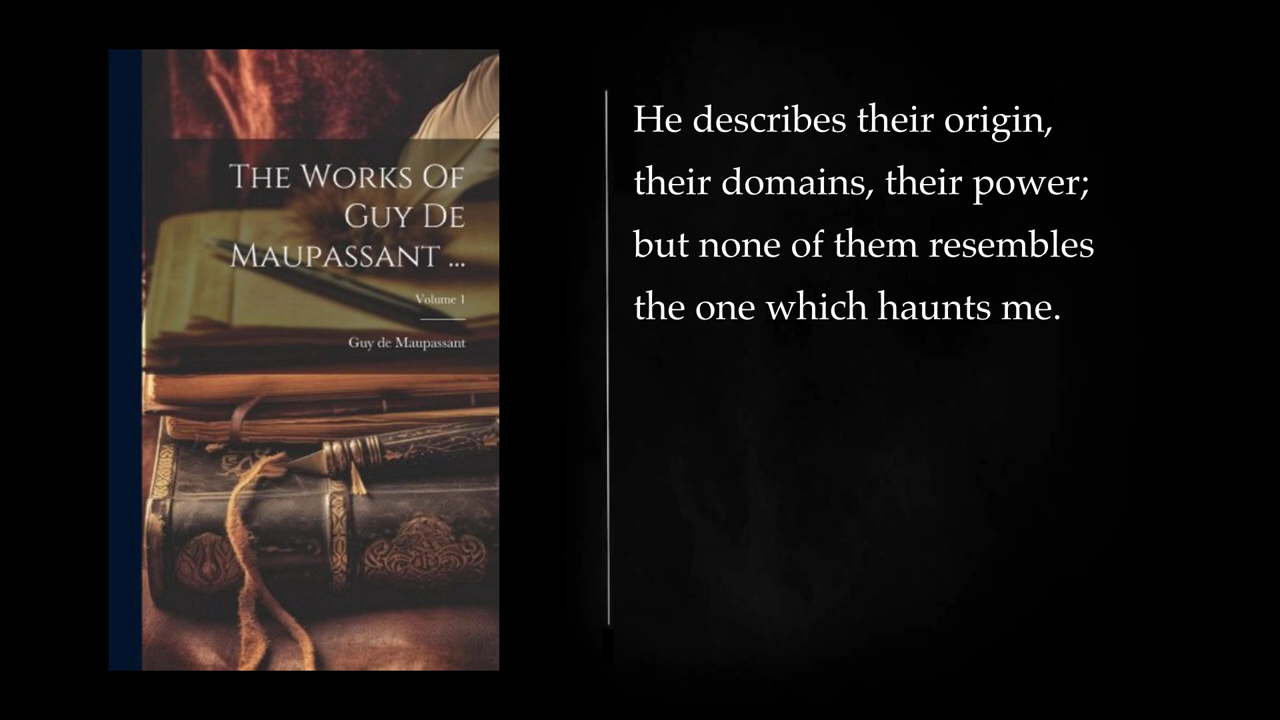 The Works Of
Guy De
Maupassant ...
Volume 1
Guy de Maupassant
He describes their origin,
their domains, their power;
but none of them resembles
the one which haunts me.